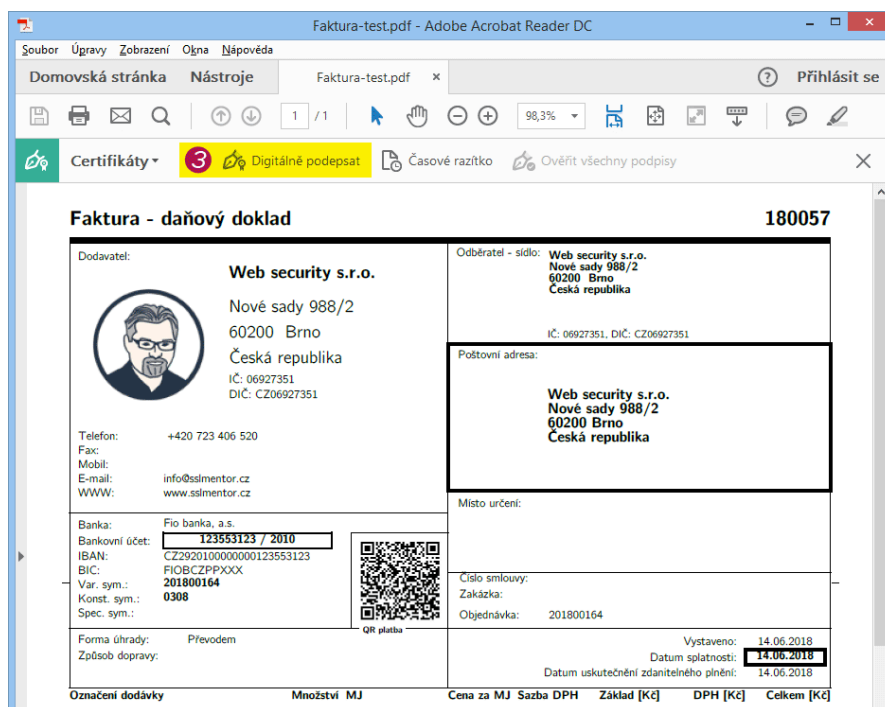 Faktura-test.pdf - Adobe Acrobat Reader DC
Soubor Úpravy Zobrazení Okna Nápověda
Domovská stránka Nástroje Faktura-test.pdf × ? Přihlásit se
1 / 1 98,3%
Certifikáty 3 Digitálně podepsat Časové razítko Ověřit všechny podpisy
Faktura - daňový doklad 180057
Dodavatel:
Web security s.r.o.
Nové sady 988/2
60200 Brno
Česká republika
IČ: 06927351
DIČ: CZ06927351
Telefon: +420 723 406 520
Fax:
Mobil:
E-mail: info@sslmentor.cz
WWW: www.sslmentor.cz
Odběratel - sídlo: Web security s.r.o.
Nové sady 988/2
60200 Brno
Česká republika
IČ: 06927351, DIČ: CZ06927351
Poštovní adresa:
Web security s.r.o.
Nové sady 988/2
60200 Brno
Česká republika
Místo určení:
Banka: Fio banka, a.s.
Bankovní účet: 123553123 / 2010
IBAN: CZ2920100000000123553123
BIC: FIOBCZPPXXX
Var. sym.: 201800164
Konst. sym.: 0308
Spec. sym.:
QR platba
Číslo smlouvy:
Zakázka:
Objednávka: 201800164
Forma úhrady: Převodem
Způsob dopravy:
Vystaveno: 14.06.2018
Datum splatnosti: 14.06.2018
Datum uskutečnění zdanitelného plnění: 14.06.2018
Označení dodávky Množství MJ Cena za MJ Sazba DPH Základ [Kč] DPH [Kč] Celkem [Kč]